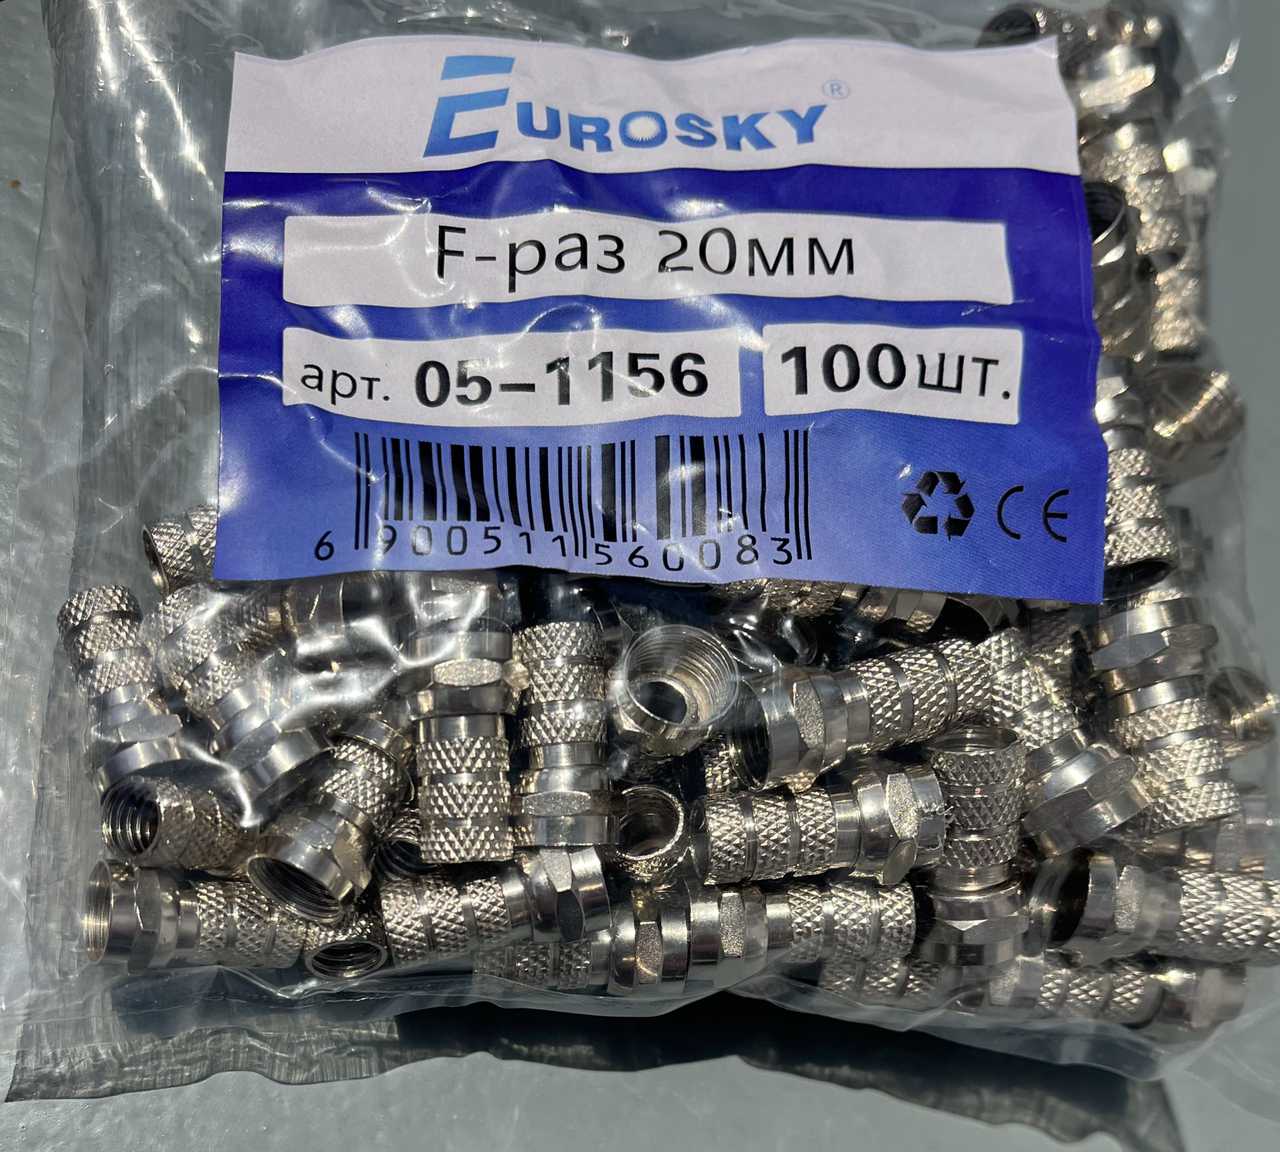 EUROSKY®
F-раз 20мм
арт. 05-1156 100шт.
6 900511 560083
CE